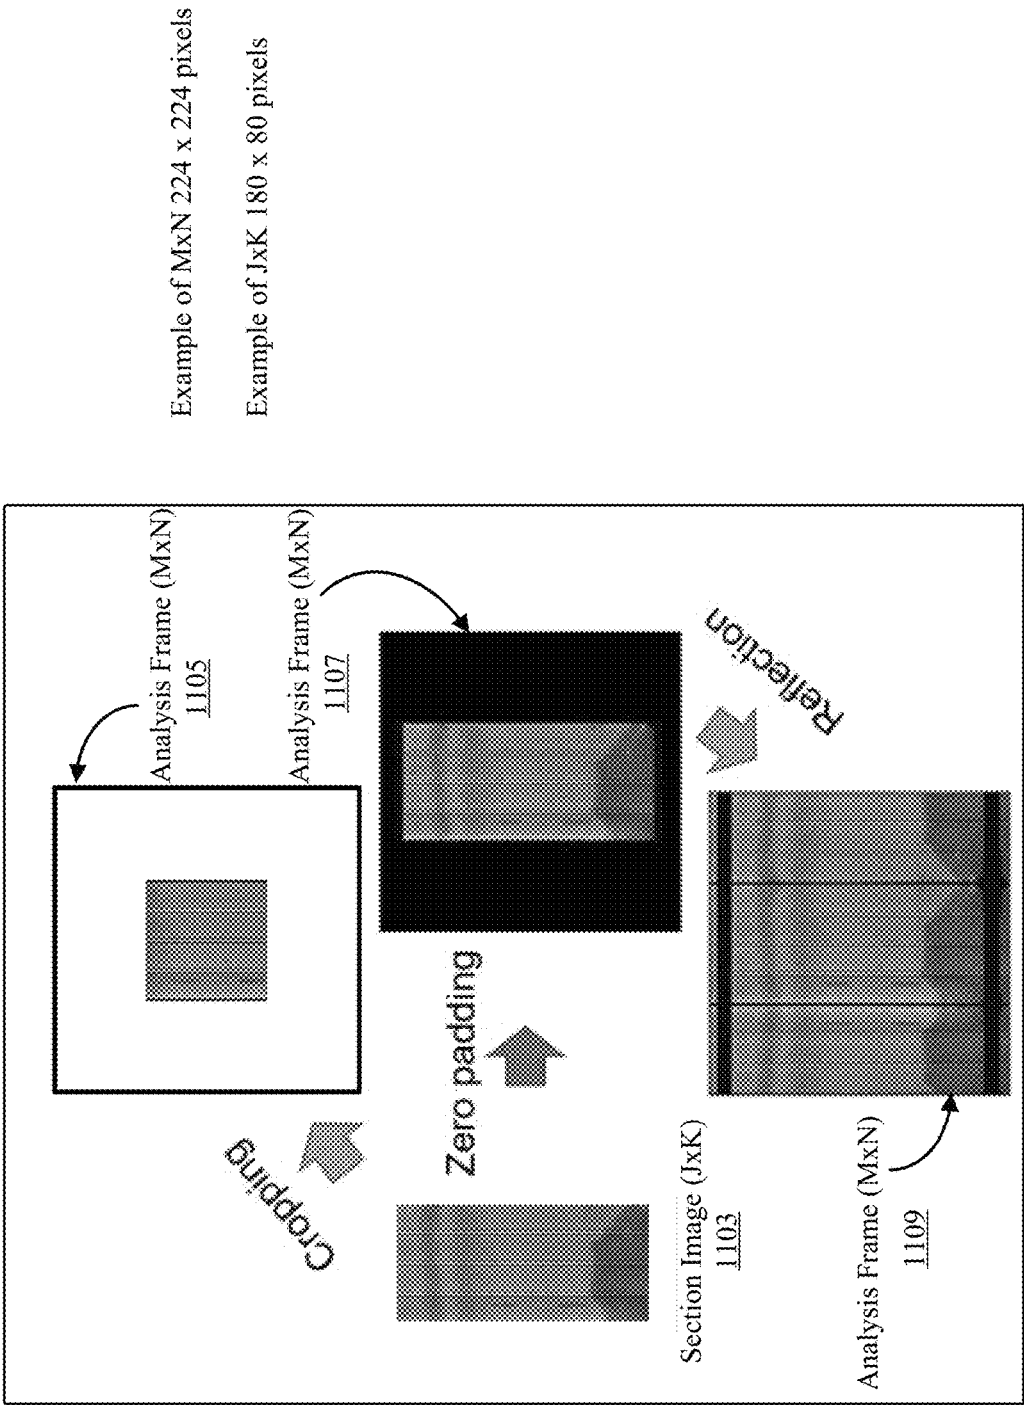 Cropping
Analysis Frame (MxN)
1105
Analysis Frame (MxN)
1107
Zero padding
Section Image (JxK)
1103
Reflection
Analysis Frame (MxN)
1109
Example of MxN 224 x 224 pixels
Example of JxK 180 x 80 pixels